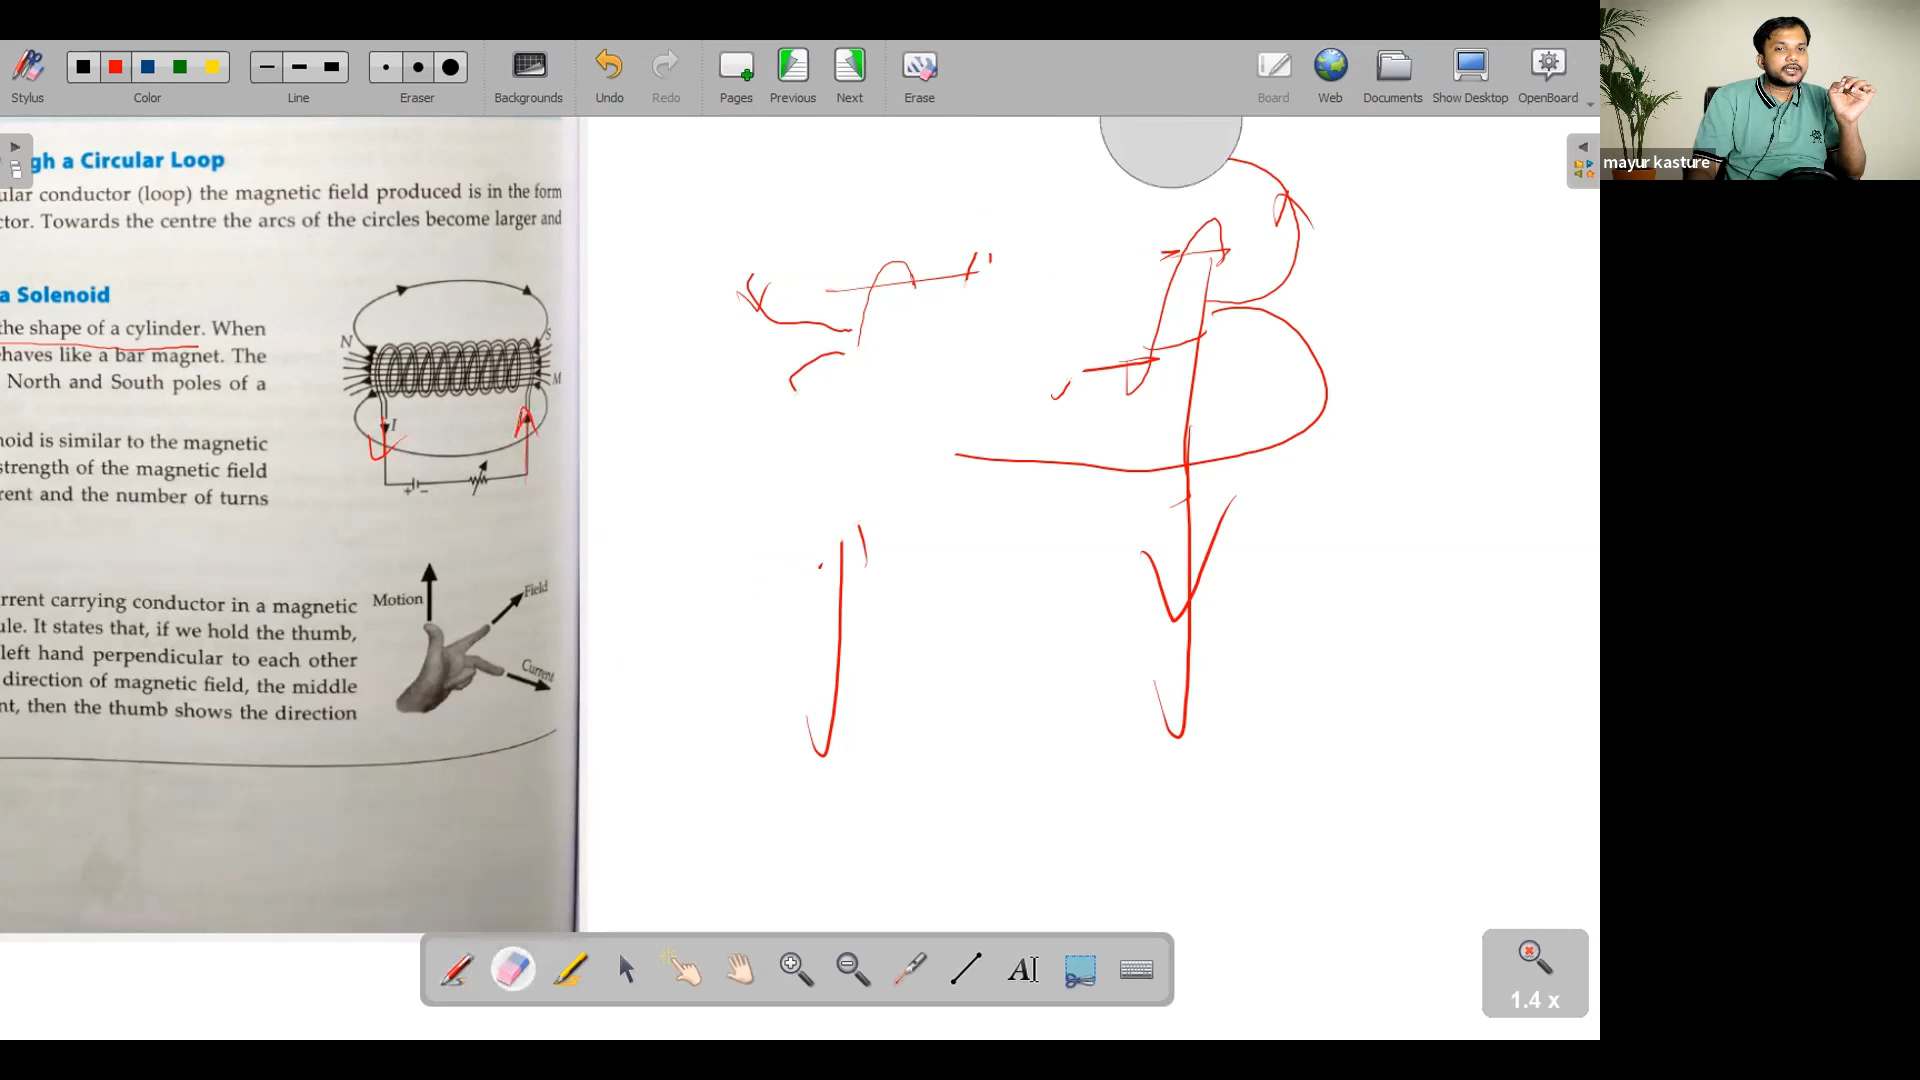 Stylus
Color
Line
Eraser
Backgrounds
Undo
Redo
Pages
Previous
Next
Erase
Board
Web
Documents
Show Desktop
OpenBoard
mayur kasture
gh a Circular Loop
ular conductor (loop) the magnetic field produced is in the form
ctor. Towards the centre the arcs of the circles become larger and
a Solenoid
the shape of a cylinder. When
ehaves like a bar magnet. The
North and South poles of a
N
S
M
I
+
−
noid is similar to the magnetic
strength of the magnetic field
rent and the number of turns
rrent carrying conductor in a magnetic
ule. It states that, if we hold the thumb,
left hand perpendicular to each other
direction of magnetic field, the middle
nt, then the thumb shows the direction
Motion
Field
Current
AI
1.4 x